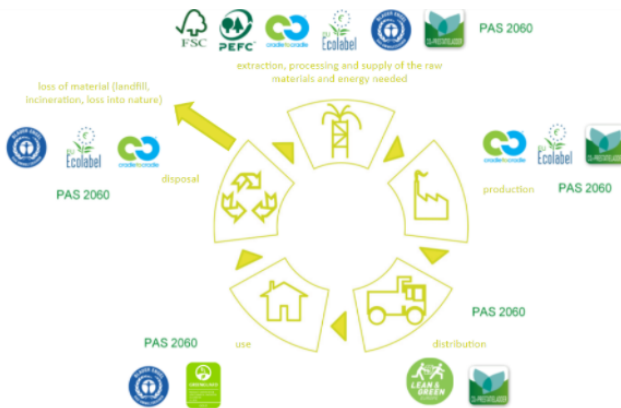 FSC
PEFC
cradletocradle
Ecolabel
PAS 2060
extraction, processing and supply of the raw
materials and energy needed
loss of material (landfill,
incineration, loss into nature)
Ecolabel
cradletocradle
PAS 2060
disposal
cradletocradle
Ecolabel
production
PAS 2060
PAS 2060
distribution
PAS 2060
use
LEAN &
GREEN